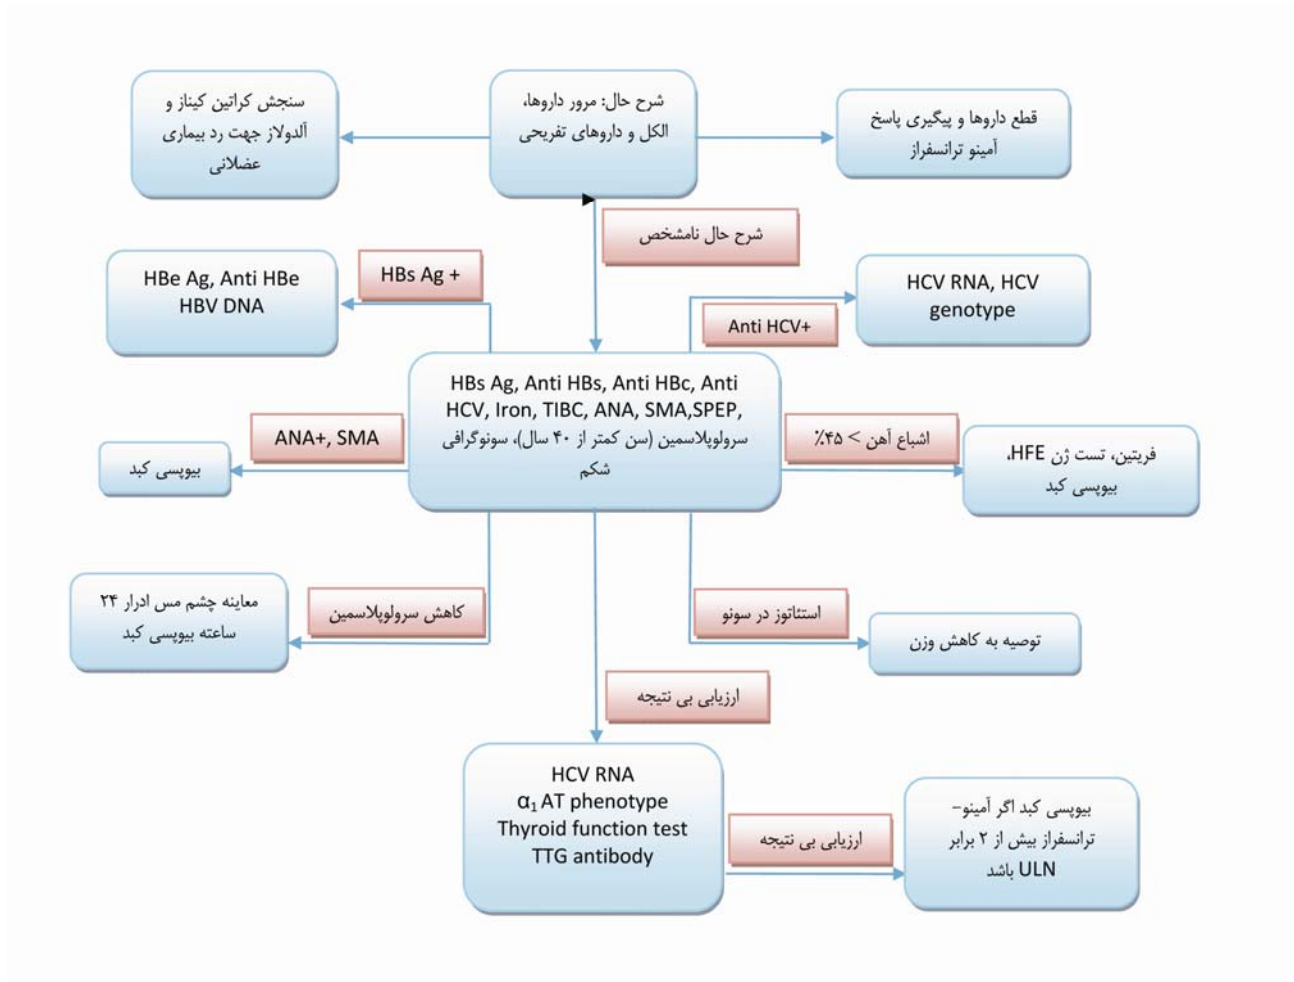 سنجش کراتین کیناز و
آلدولاز جهت رد بیماری
عضلانی
شرح حال: مرور داروها،
الکل و داروهای تفریحی
قطع داروها و پیگیری پاسخ
آمینو ترانسفراز
شرح حال نامشخص
HBe Ag, Anti HBe
HBV DNA
HBs Ag +
HCV RNA, HCV
genotype
Anti HCV+
HBs Ag, Anti HBs, Anti HBc, Anti
HCV, Iron, TIBC, ANA, SMA,SPEP,
سرولوپلاسمین (سن کمتر از ۴۰ سال)، سونوگرافی
شکم
ANA+, SMA
بیوپسی کبد
اشباع آهن > ۴۵٪
فریتین، تست ژن HFE،
بیوپسی کبد
معاینه چشم مس ادرار ۲۴
ساعته بیوپسی کبد
کاهش سرولوپلاسمین
استئاتوز در سونو
توصیه به کاهش وزن
ارزیابی بی نتیجه
HCV RNA
α₁ AT phenotype
Thyroid function test
TTG antibody
ارزیابی بی نتیجه
بیوپسی کبد اگر آمینو–
ترانسفراز بیش از ۲ برابر
ULN باشد